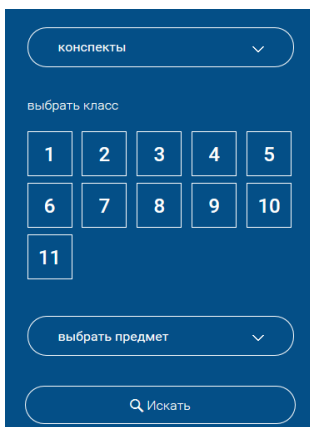 конспекты
выбрать класс
1 2 3 4 5
6 7 8 9 10
11
выбрать предмет
Искать